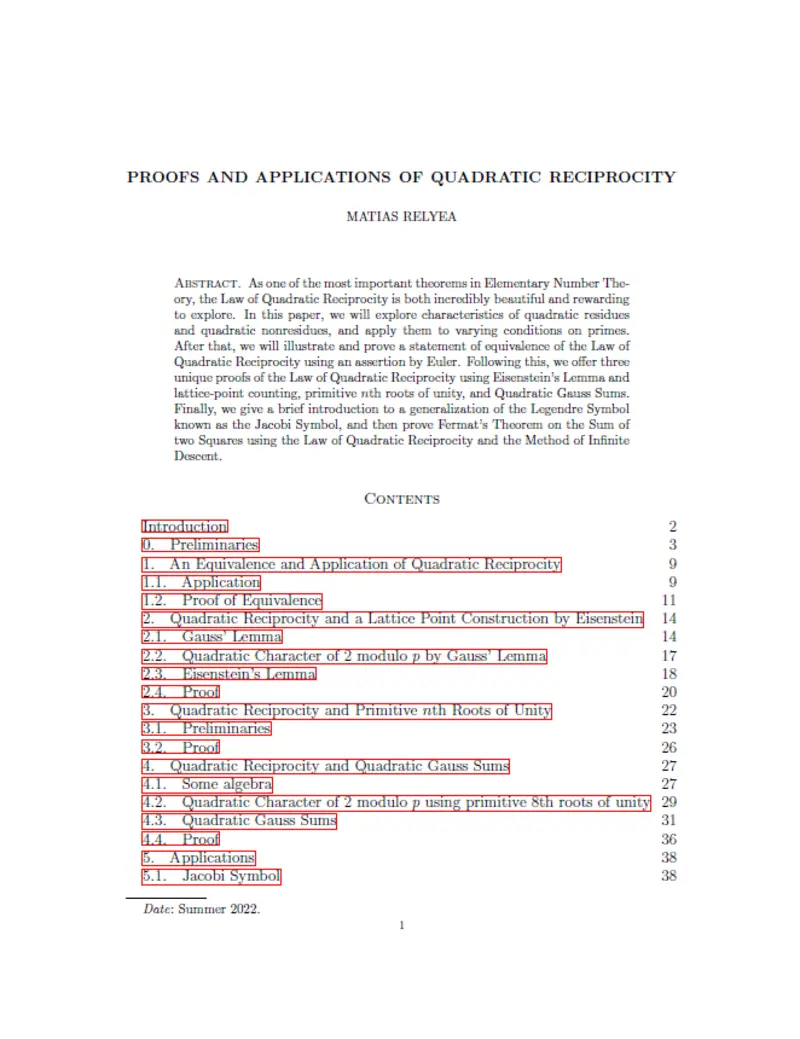 PROOFS AND APPLICATIONS OF QUADRATIC RECIPROCITY
MATIAS RELYEA
Abstract. As one of the most important theorems in Elementary Number The-
ory, the Law of Quadratic Reciprocity is both incredibly beautiful and rewarding
to explore. In this paper, we will explore characteristics of quadratic residues
and quadratic nonresidues, and apply them to varying conditions on primes.
After that, we will illustrate and prove a statement of equivalence of the Law of
Quadratic Reciprocity using an assertion by Euler. Following this, we offer three
unique proofs of the Law of Quadratic Reciprocity using Eisenstein's Lemma and
lattice-point counting, primitive nth roots of unity, and Quadratic Gauss Sums.
Finally, we give a brief introduction to a generalization of the Legendre Symbol
known as the Jacobi Symbol, and then prove Fermat's Theorem on the Sum of
two Squares using the Law of Quadratic Reciprocity and the Method of Infinite
Descent.
Contents
Introduction 2
0. Preliminaries 3
1. An Equivalence and Application of Quadratic Reciprocity 9
1.1. Application 9
1.2. Proof of Equivalence 11
2. Quadratic Reciprocity and a Lattice Point Construction by Eisenstein 14
2.1. Gauss' Lemma 14
2.2. Quadratic Character of 2 modulo p by Gauss' Lemma 17
2.3. Eisenstein's Lemma 18
2.4. Proof 20
3. Quadratic Reciprocity and Primitive nth Roots of Unity 22
3.1. Preliminaries 23
3.2. Proof 26
4. Quadratic Reciprocity and Quadratic Gauss Sums 27
4.1. Some algebra 27
4.2. Quadratic Character of 2 modulo p using primitive 8th roots of unity 29
4.3. Quadratic Gauss Sums 31
4.4. Proof 36
5. Applications 38
5.1. Jacobi Symbol 38
Date: Summer 2022.
1